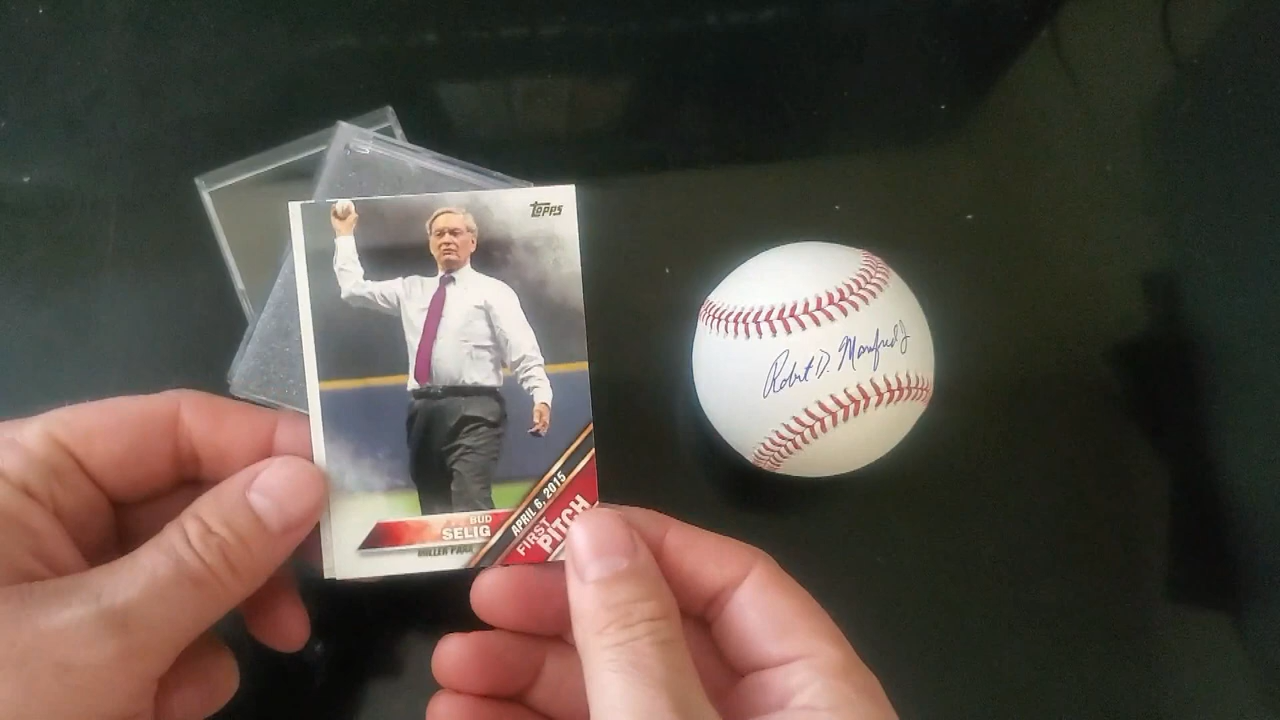 Topps
BUD
SELIG
MILLER PARK
APRIL 6, 2015
FIRST
PITCH
Robert D. Manfred Jr